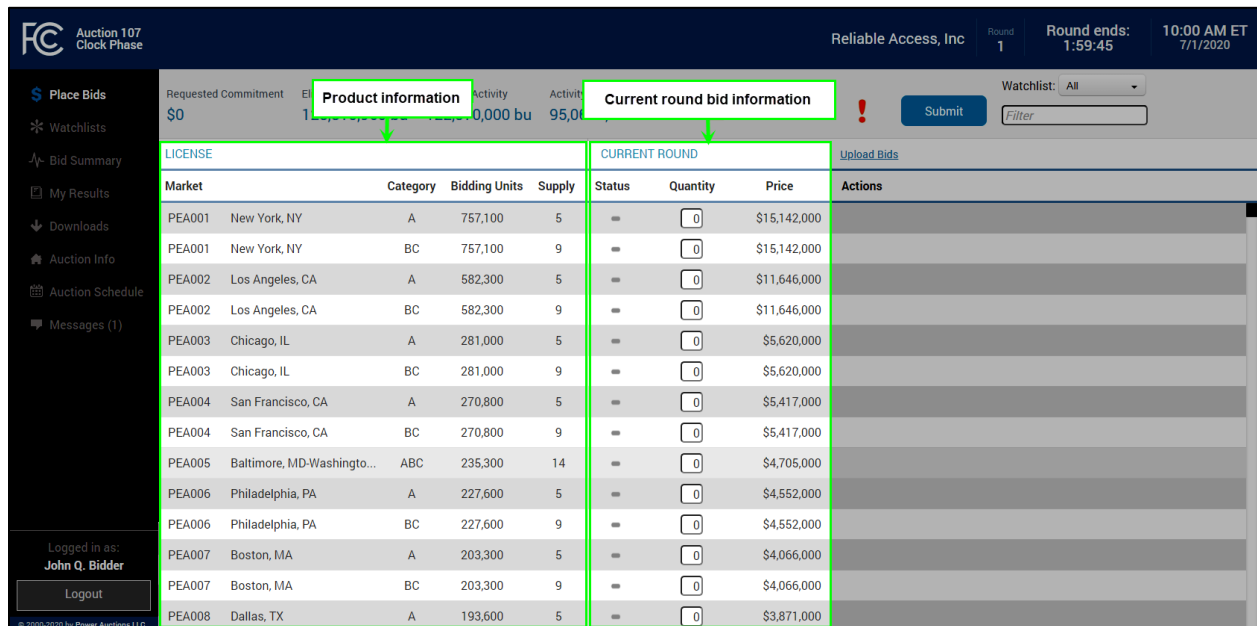 FCC Auction 107
Clock Phase
Reliable Access, Inc
Round
1
Round ends:
1:59:45
10:00 AM ET
7/1/2020
$ Place Bids
Watchlists
Bid Summary
My Results
Downloads
Auction Info
Auction Schedule
Messages (1)
Logged in as:
John Q. Bidder
Logout
© 2000-2020 by Power Auctions LLC
Requested Commitment
$0
Product information
Activity
0,000 bu
Current round bid information
!
Submit
Watchlist: All
Filter
LICENSE CURRENT ROUND Upload Bids
Market Category Bidding Units Supply Status Quantity Price Actions
PEA001 New York, NY A 757,100 5 0 $15,142,000
PEA001 New York, NY BC 757,100 9 0 $15,142,000
PEA002 Los Angeles, CA A 582,300 5 0 $11,646,000
PEA002 Los Angeles, CA BC 582,300 9 0 $11,646,000
PEA003 Chicago, IL A 281,000 5 0 $5,620,000
PEA003 Chicago, IL BC 281,000 9 0 $5,620,000
PEA004 San Francisco, CA A 270,800 5 0 $5,417,000
PEA004 San Francisco, CA BC 270,800 9 0 $5,417,000
PEA005 Baltimore, MD-Washingto... ABC 235,300 14 0 $4,705,000
PEA006 Philadelphia, PA A 227,600 5 0 $4,552,000
PEA006 Philadelphia, PA BC 227,600 9 0 $4,552,000
PEA007 Boston, MA A 203,300 5 0 $4,066,000
PEA007 Boston, MA BC 203,300 9 0 $4,066,000
PEA008 Dallas, TX A 193,600 5 0 $3,871,000